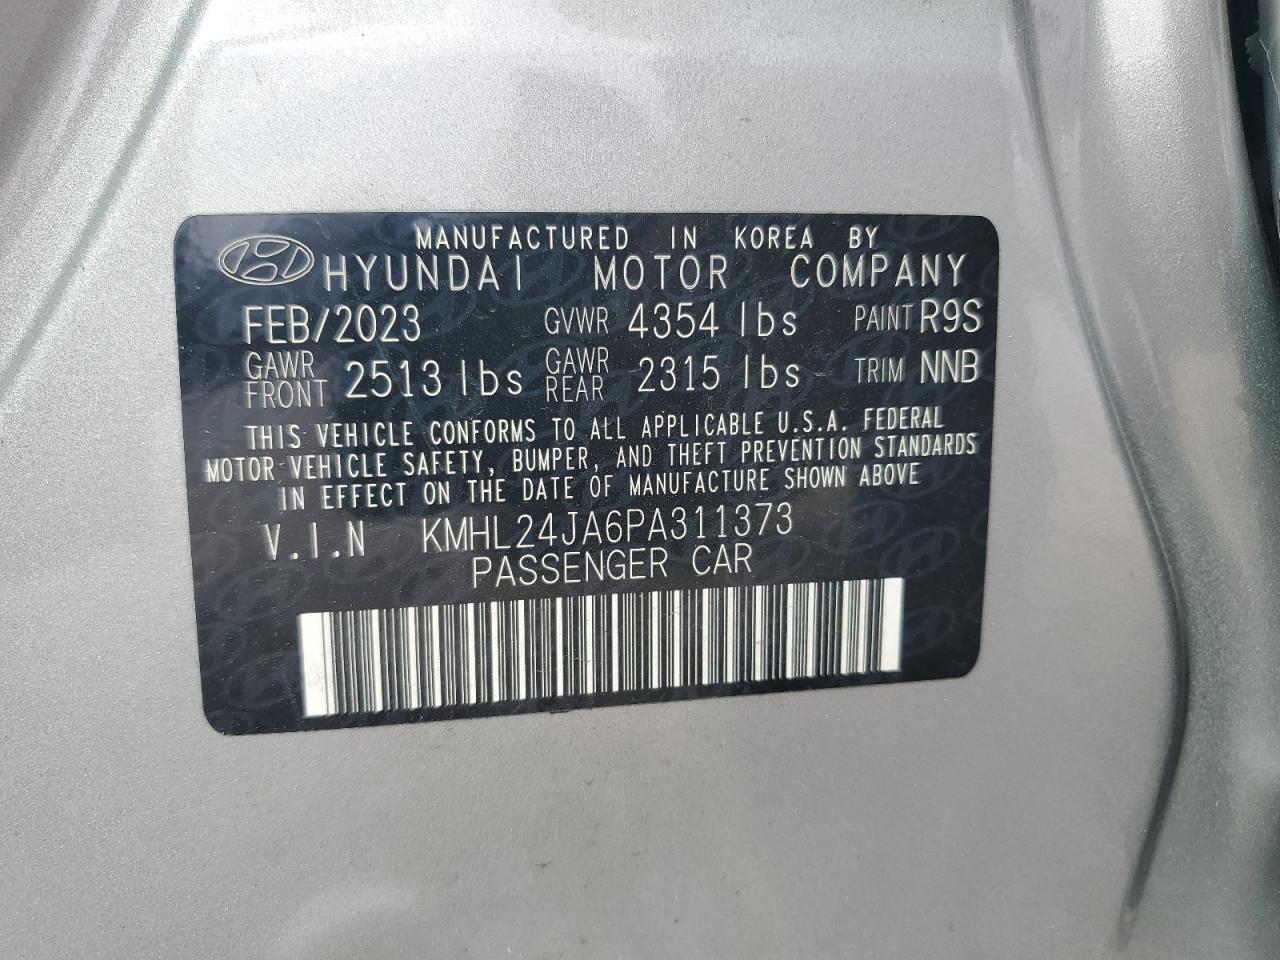 MANUFACTURED IN KOREA BY
HYUNDAI MOTOR COMPANY
FEB/2023 GVWR 4354 lbs PAINT R9S
GAWR FRONT 2513 lbs GAWR REAR 2315 lbs TRIM NNB
THIS VEHICLE CONFORMS TO ALL APPLICABLE U.S.A. FEDERAL
MOTOR VEHICLE SAFETY, BUMPER, AND THEFT PREVENTION STANDARDS
IN EFFECT ON THE DATE OF MANUFACTURE SHOWN ABOVE
V.I.N KMHL24JA6PA311373
PASSENGER CAR